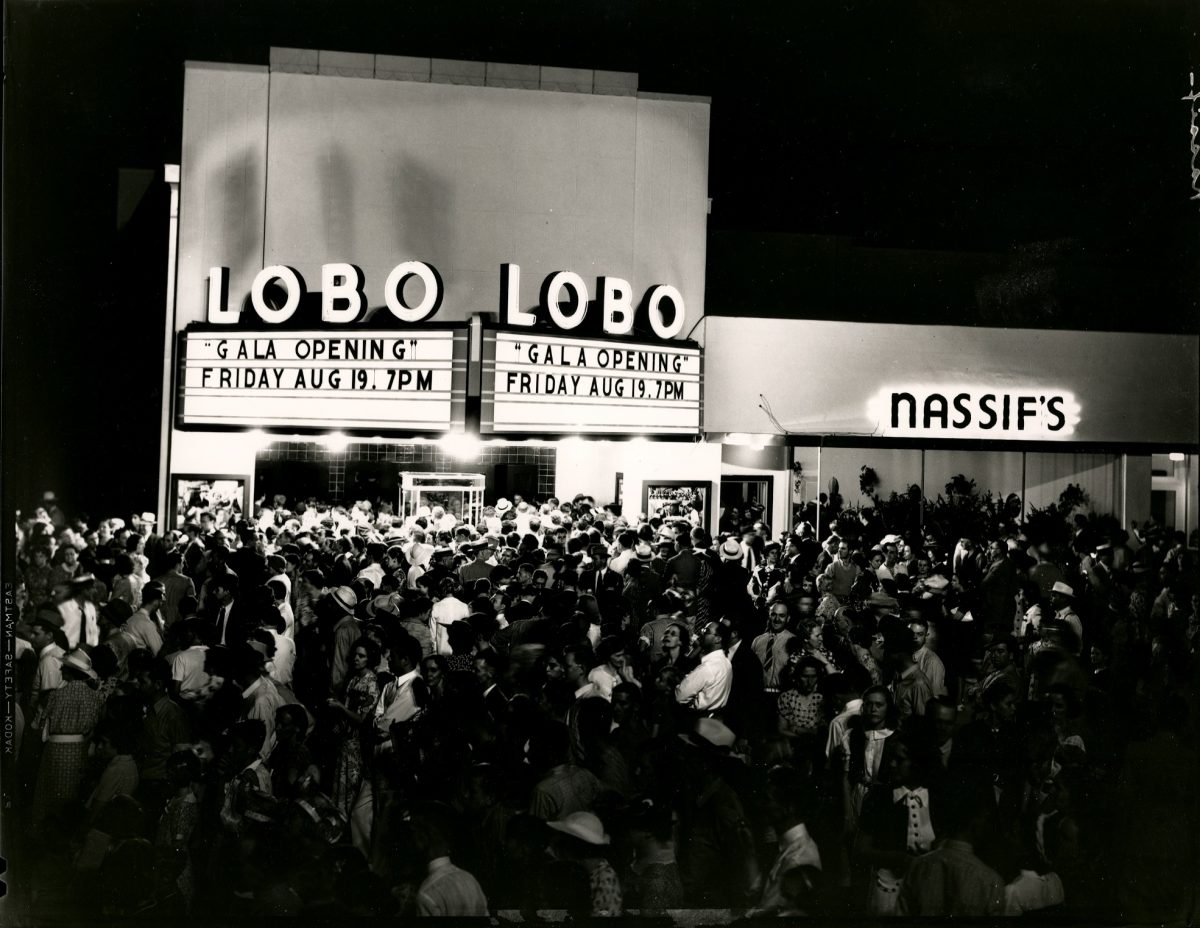 LOBO
"GALA OPENING"
FRIDAY AUG 19. 7PM
LOBO
"GALA OPENING"
FRIDAY AUG 19. 7PM
NASSIF'S
EASTMAN—SAFETY—KODAK